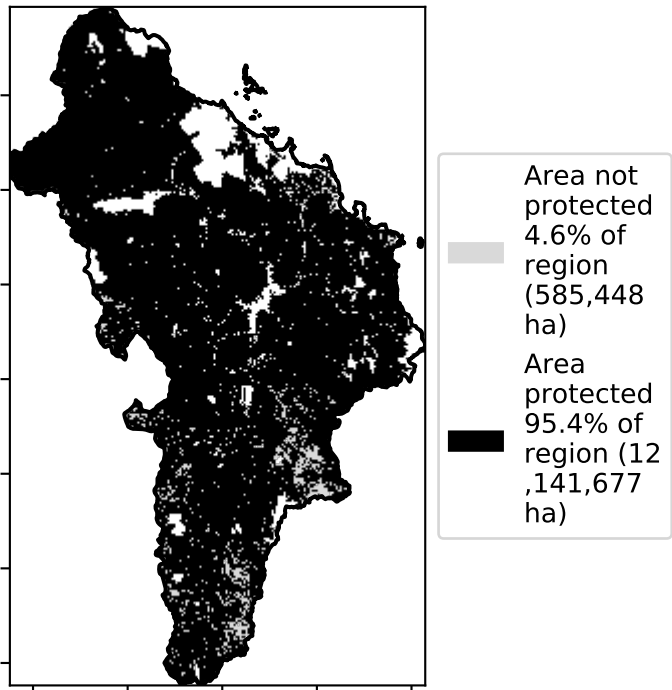 Area not
protected
4.6% of
region
(585,448
ha)
Area
protected
95.4% of
region (12
,141,677
ha)